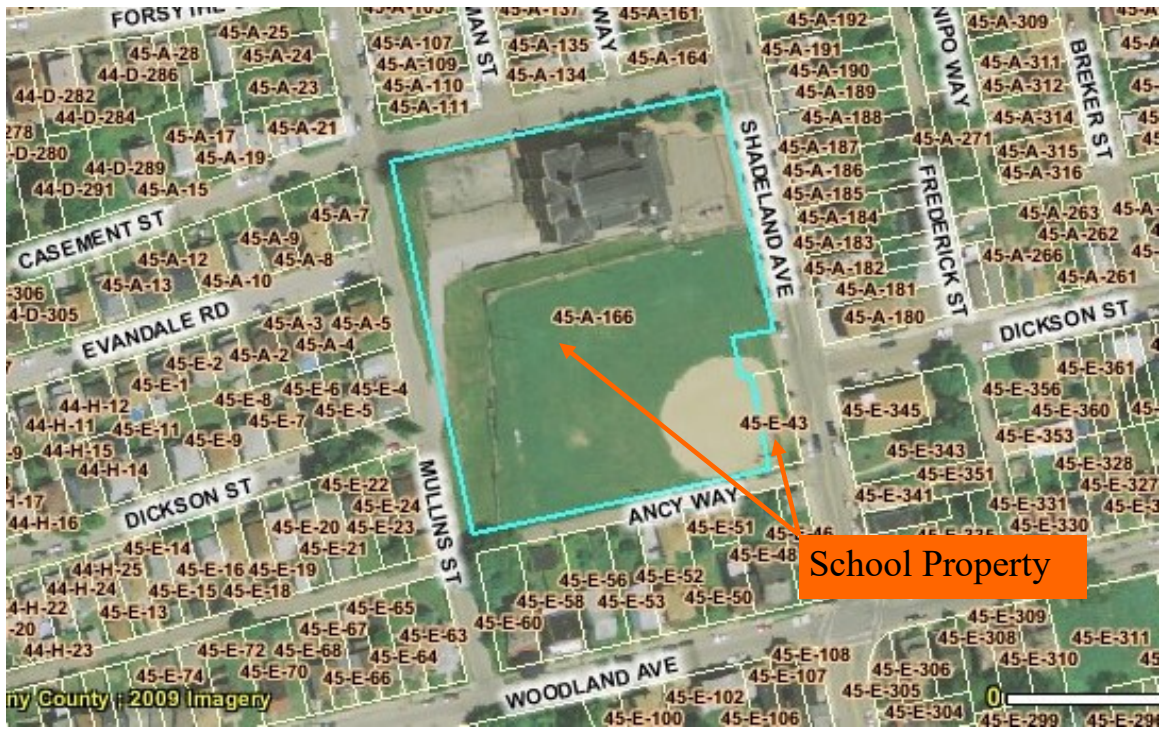 FORSYTHE
45-A-25
45-A-28
45-A-24
44-D-286
44-D-282
45-A-23
44-D-284
45-A-17
45-A-21
278
-D-280
45-A-19
44-D-289
44-D-291
45-A-15
45-A-107
45-A-109
45-A-110
45-A-111
MAN ST
45-A-137
45-A-135
45-A-134
WAY
45-A-161
45-A-164
45-A-192
45-A-191
45-A-190
45-A-189
45-A-188
45-A-187
45-A-186
45-A-185
45-A-184
45-A-183
45-A-182
45-A-181
45-A-180
SHADELAND AVE
NIPO WAY
45-A-309
45-A-311
45-A-312
45-A-314
45-A-271
45-A-315
45-A-316
BREKER ST
FREDERICK ST
45-A-263
45-A-262
45-A-266
45-A-261
DICKSON ST
45-A-7
CASEMENT ST
45-A-9
45-A-12
45-A-8
45-A-13
45-A-10
-306
4-D-305
EVANDALE RD
45-A-3
45-A-5
45-A-4
45-A-2
45-E-2
45-E-1
45-E-6
45-E-4
45-E-8
44-H-12
45-E-5
45-E-7
44-H-11
45-E-11
45-E-9
-9
44-H-15
44-H-14
45-A-166
45-E-43
45-E-345
45-E-361
45-E-356
45-E-360
45-E-353
45-E-343
45-E-351
45-E-328
45-E-327
45-E-341
45-E-331
45-E-330
H-17
44-H-16
DICKSON ST
45-E-22
45-E-24
45-E-20
45-E-23
45-E-21
MULLINS ST
ANCY WAY
45-E-51
45-E-48
School Property
45-E-14
44-H-25
45-E-16
45-E-19
44-H-24
45-E-15
45-E-18
4-H-22
45-E-13
-20
44-H-23
45-E-56
45-E-52
45-E-58
45-E-53
45-E-50
45-E-60
45-E-65
45-E-67
45-E-63
45-E-72
45-E-68
45-E-64
45-E-74
45-E-70
45-E-66
WOODLAND AVE
45-E-108
45-E-107
45-E-102
45-E-100
45-E-106
45-E-309
45-E-308
45-E-311
45-E-310
45-E-306
45-E-305
45-E-304
45-E-299
ny County : 2009 Imagery
0